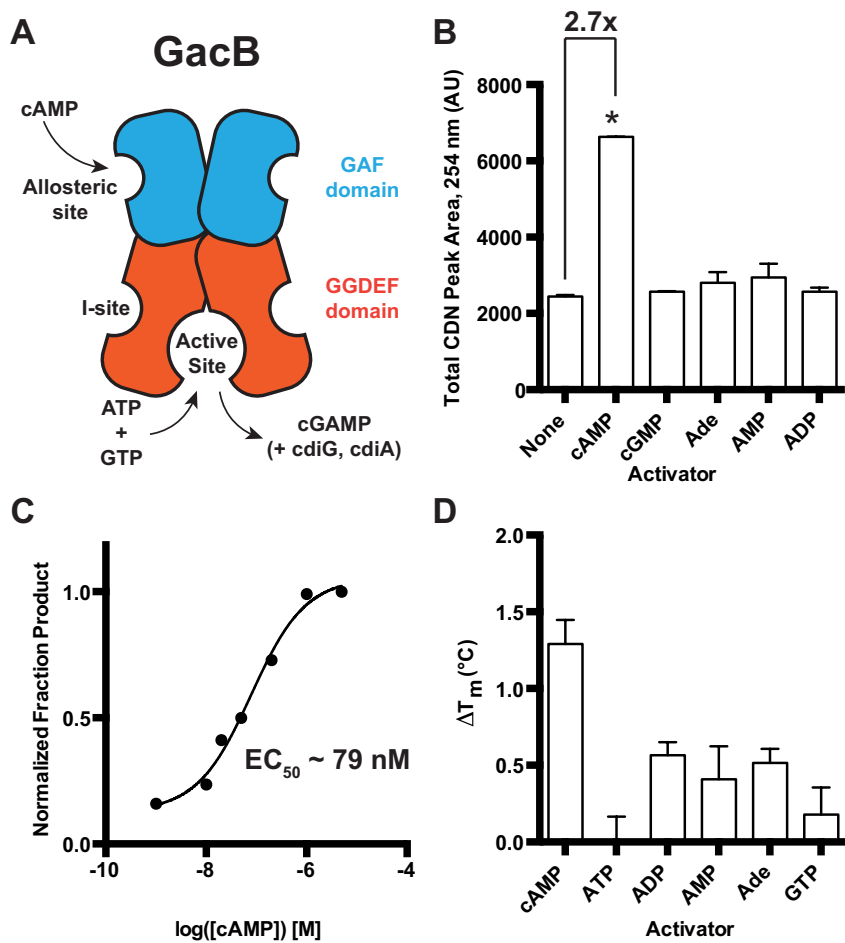 A
GacB
cAMP
Allosteric
site
GAF
domain
I-site
GGDEF
domain
Active
Site
ATP
+
GTP
cGAMP
(+ cdiG, cdiA)
B
2.7x
*
Total CDN Peak Area, 254 nm (AU)
8000
6000
4000
2000
0
None
cAMP
cGMP
Ade
AMP
ADP
Activator
C
Normalized Fraction Product
1.0
0.5
0.0
EC50 ~ 79 nM
-10
-8
-6
-4
log([cAMP]) [M]
D
ΔTm (°C)
2.0
1.5
1.0
0.5
0.0
cAMP
ATP
ADP
AMP
Ade
GTP
Activator